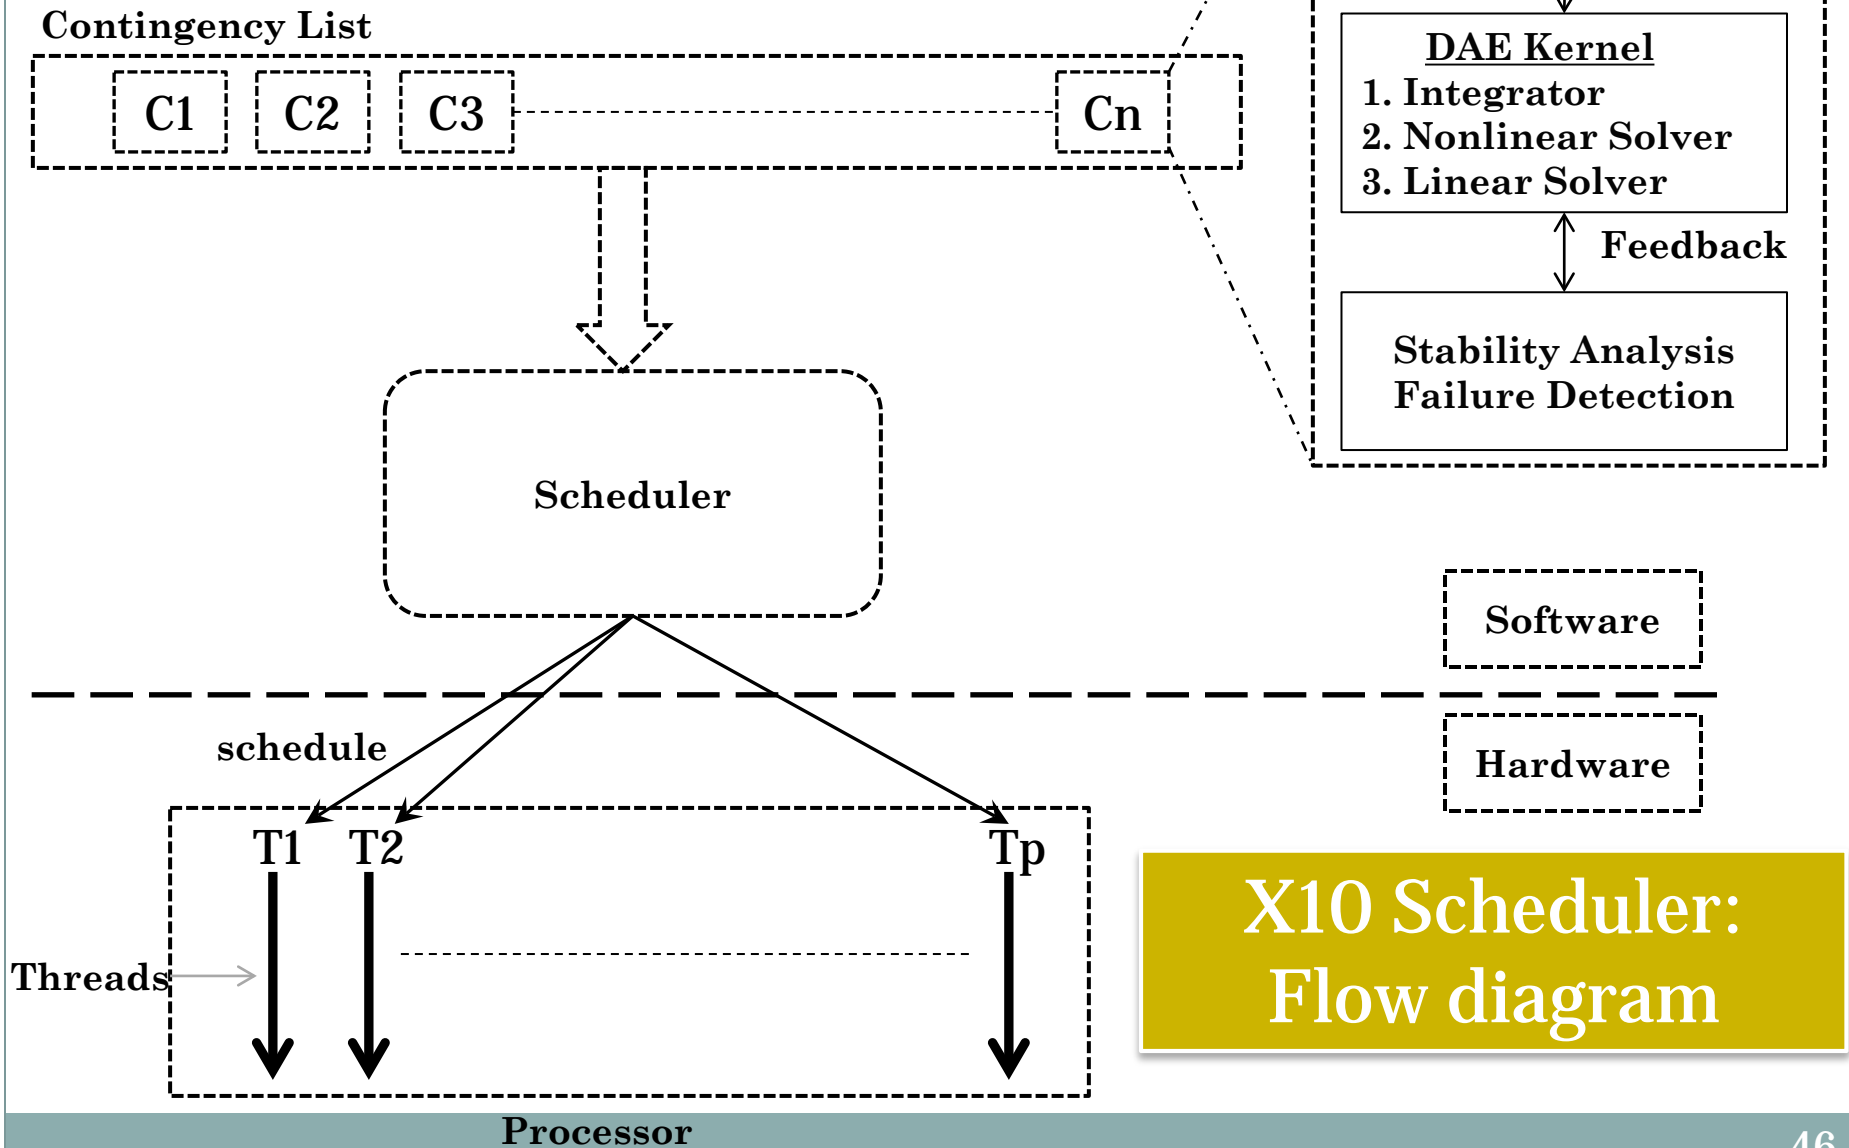 Contingency List
C1 C2 C3 Cn
DAE Kernel
1. Integrator
2. Nonlinear Solver
3. Linear Solver
Feedback
Stability Analysis
Failure Detection
Scheduler
Software
Hardware
schedule
T1 T2 Tp
Threads
X10 Scheduler:
Flow diagram
Processor
46